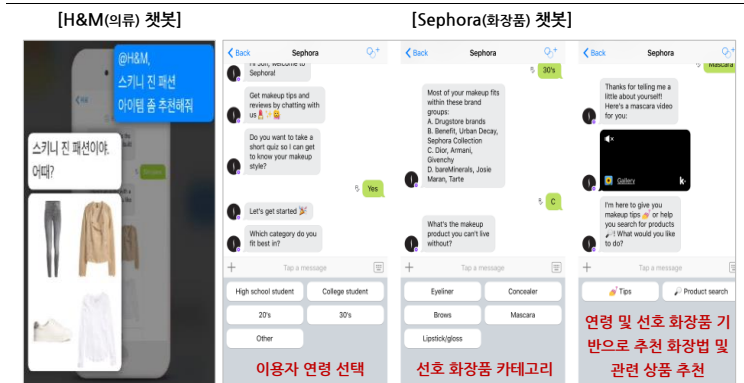 [H&M(의류) 챗봇]
[Sephora(화장품) 챗봇]
@H&M,
스키니 진 패션
아이템 좀 추천해줘
스키니 진 패션이야.
어때?
Back
Sephora
Sephora!
Get makeup tips and
reviews by chatting with
us
Do you want to take
a short quiz so I can
get to know your makeup
style?
Yes
Let's get started
Which category do you
fit best in?
Tap a message
High school student
College student
20's
30's
Other
이용자 연령 선택
Back
Sephora
30's
Most of your makeup fits
within these brand
groups:
A. Drugstore brands
B. Benefit, Urban Decay,
Sephora Collection
C. Dior, Armani,
Givenchy
D. bareMinerals, Josie
Maran, Tarte
C
What's the makeup
product you can't live
without?
Tap a message
Eyeliner
Concealer
Brows
Mascara
Lipstick/gloss
선호 화장품 카테고리
Back
Sephora
Mascara
Thanks for telling me a
little about yourself!
Here's a mascara video
for you:
Gallery
k
I'm here to give you
makeup tips or help
you search for products
! What would you like
to do?
Tap a message
Tips
Product search
연령 및 선호 화장품 기
반으로 추천 화장법 및
관련 상품 추천